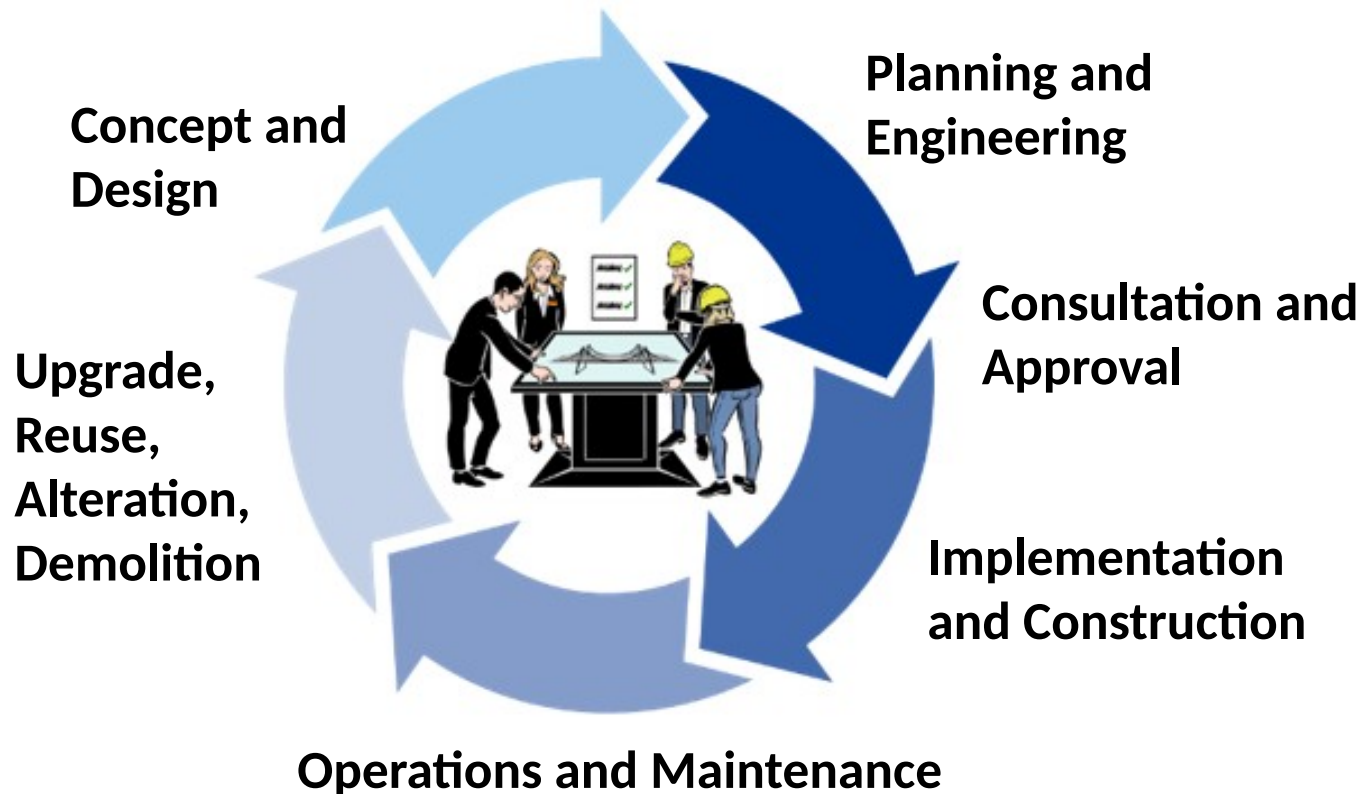 Concept and
Design
Planning and
Engineering
Consultation and
Approval
Implementation
and Construction
Operations and Maintenance
Upgrade,
Reuse,
Alteration,
Demolition